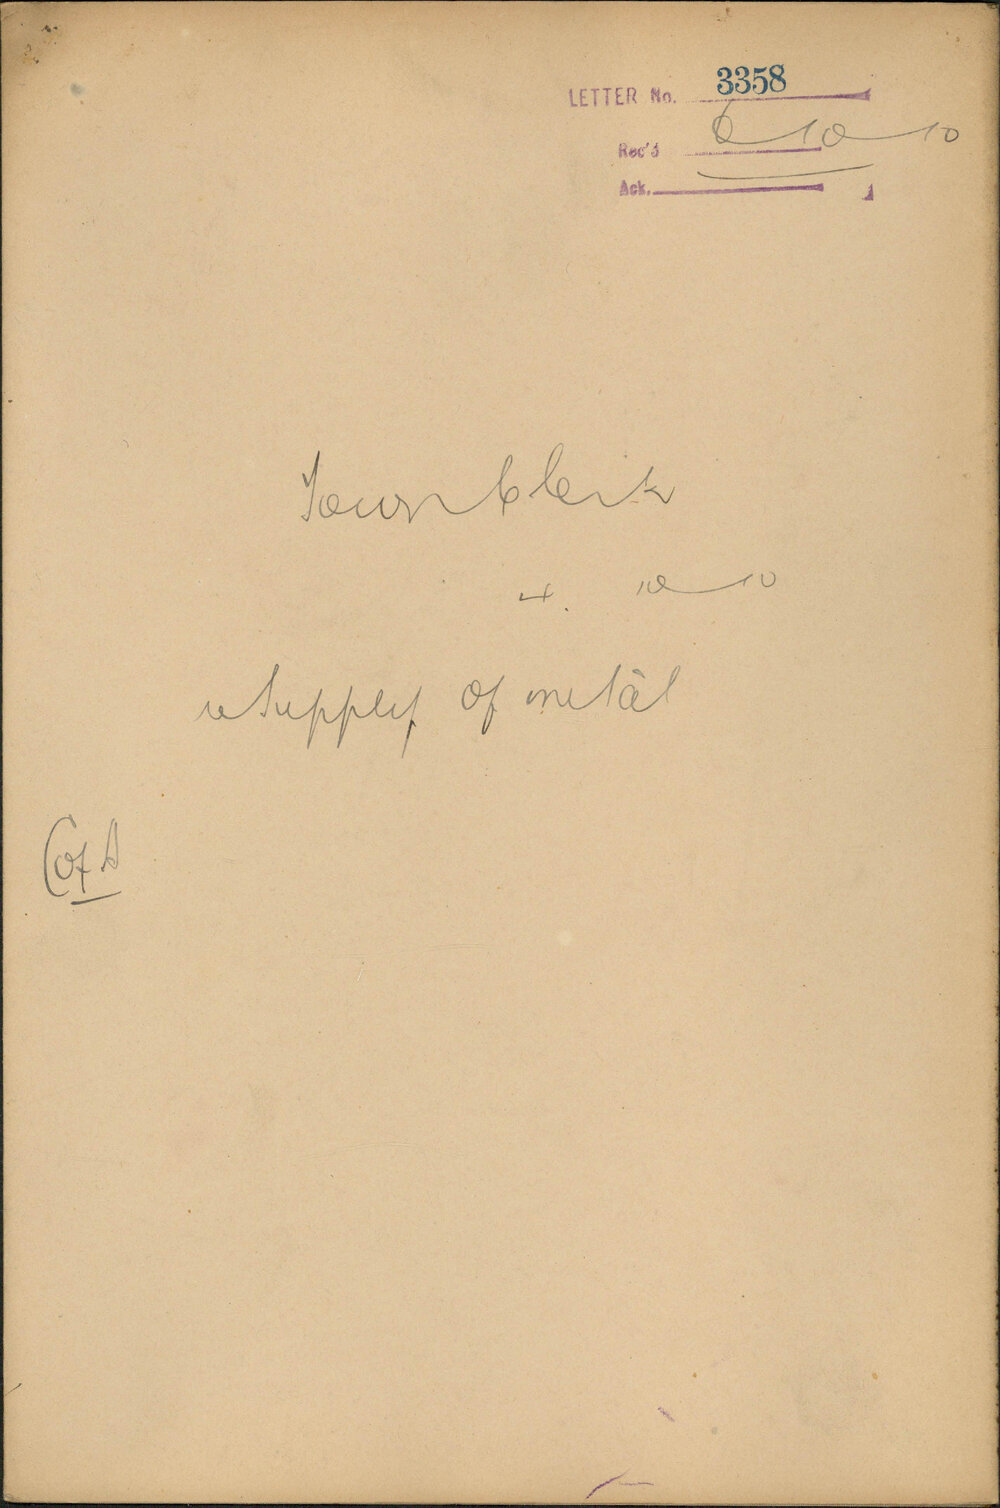 LETTER No. 3358
Rec'd 6-10-10
Ack.
Town Clerk
4. 10-10
re Supply of metal
C of A